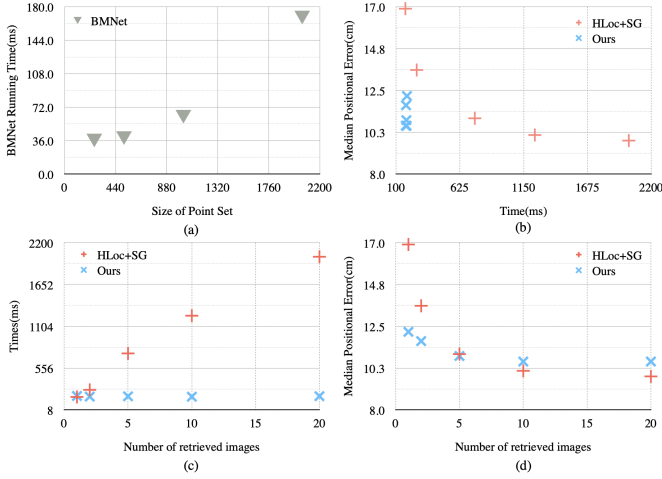 180.0
BMNet
144.0
108.0
72.0
36.0
0.0
0
440
880
1320
1760
2200
BMNet Running Time(ms)
Size of Point Set
(a)
17.0
HLoc+SG
Ours
14.8
12.5
10.3
8.0
100
625
1150
1675
2200
Median Positional Error(cm)
Time(ms)
(b)
2200
HLoc+SG
Ours
1652
1104
556
8
0
5
10
15
20
Times(ms)
Number of retrieved images
(c)
17.0
HLoc+SG
Ours
14.8
12.5
10.3
8.0
0
5
10
15
20
Median Positional Error(cm)
Number of retrieved images
(d)